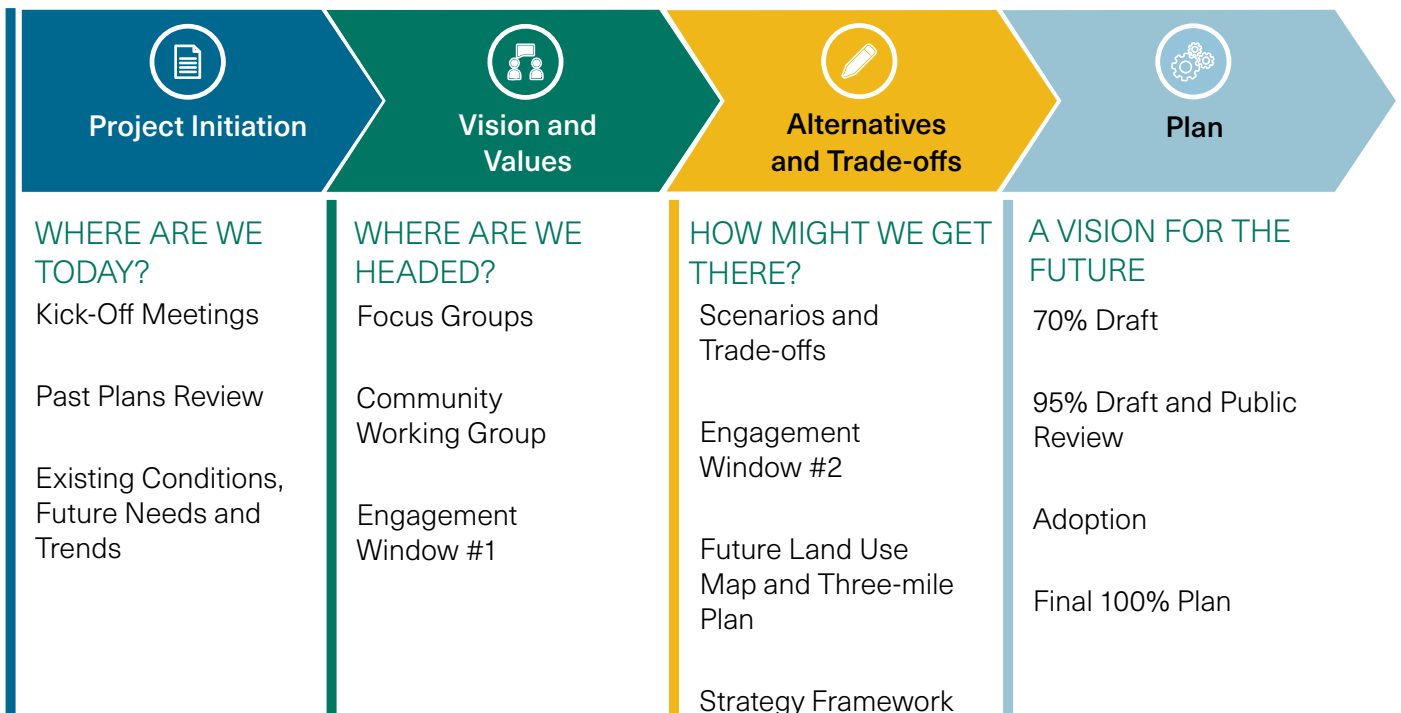 Project Initiation
Vision and
Values
Alternatives
and Trade-offs
Plan
WHERE ARE WE
TODAY?
Kick-Off Meetings
Past Plans Review
Existing Conditions,
Future Needs and
Trends
WHERE ARE WE
HEADED?
Focus Groups
Community
Working Group
Engagement
Window #1
HOW MIGHT WE GET
THERE?
Scenarios and
Trade-offs
Engagement
Window #2
Future Land Use
Map and Three-mile
Plan
Strategy Framework
A VISION FOR THE
FUTURE
70% Draft
95% Draft and Public
Review
Adoption
Final 100% Plan